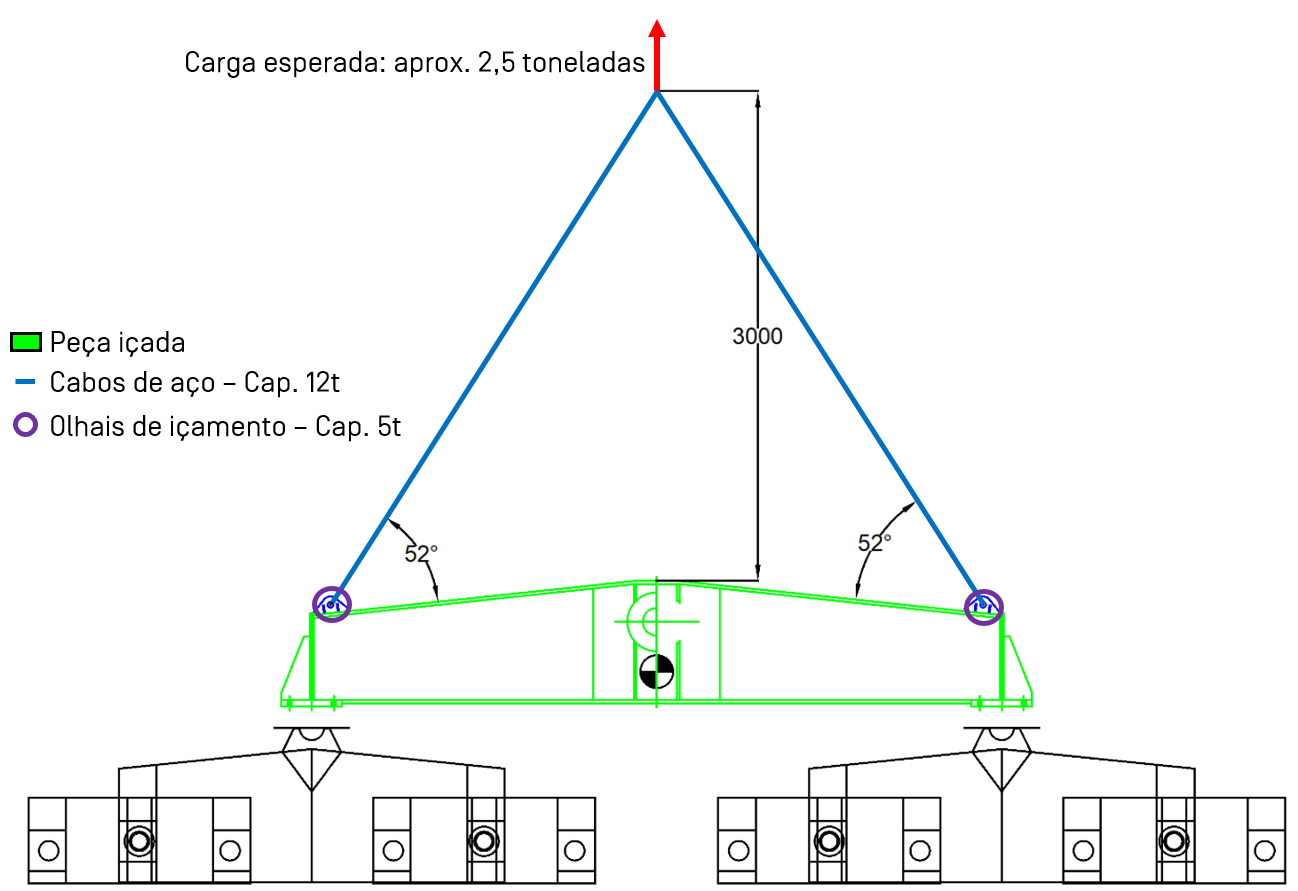 Carga esperada: aprox. 2,5 toneladas
3000
Peça içada
Cabos de aço – Cap. 12t
Olhais de içamento – Cap. 5t
52°
52°